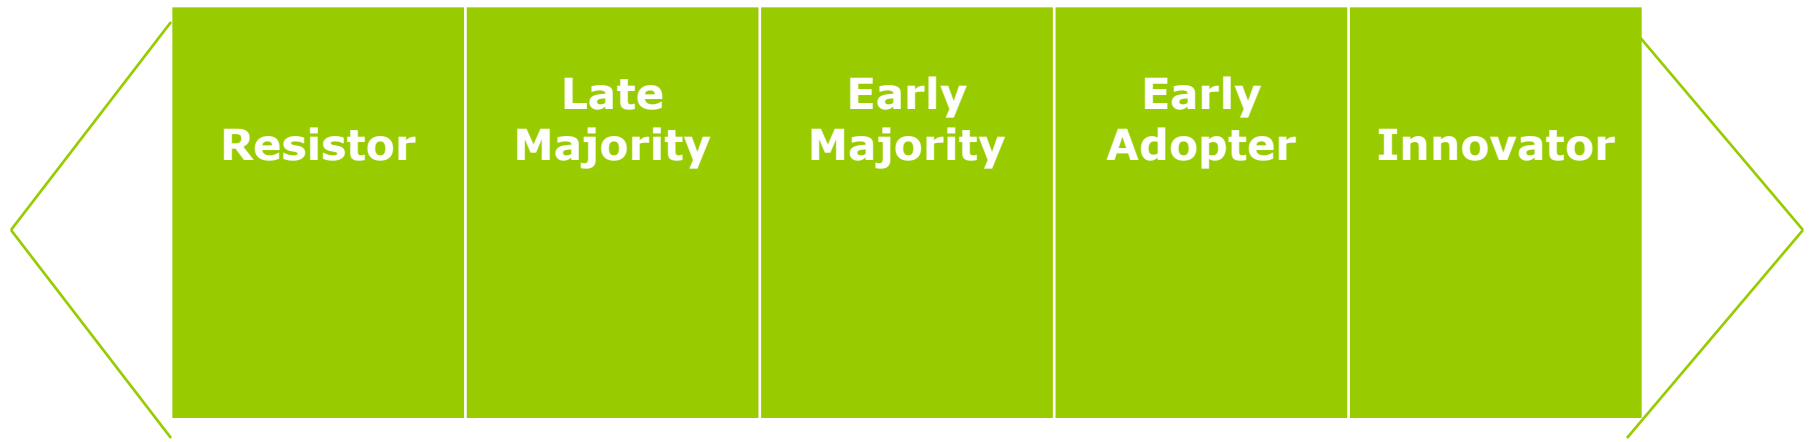 Resistor
Late
Majority
Early
Majority
Early
Adopter
Innovator